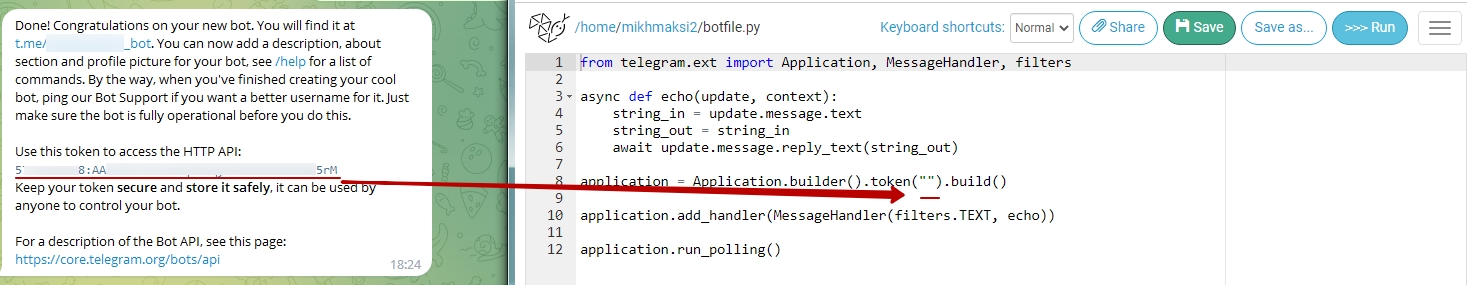 Done! Congratulations on your new bot. You will find it at
t.me/ _bot. You can now add a description, about
section and profile picture for your bot, see /help for a list of
commands. By the way, when you've finished creating your cool
bot, ping our Bot Support if you want a better username for it. Just
make sure the bot is fully operational before you do this.
Use this token to access the HTTP API:
5 8:AA 5rM
Keep your token secure and store it safely, it can be used by
anyone to control your bot.
For a description of the Bot API, see this page:
https://core.telegram.org/bots/api
18:24
/home/mikhmaksi2/botfile.py
Keyboard shortcuts: Normal
Share
Save
Save as...
>>> Run
1 from telegram.ext import Application, MessageHandler, filters
2
3 async def echo(update, context):
4 string_in = update.message.text
5 string_out = string_in
6 await update.message.reply_text(string_out)
7
8 application = Application.builder().token("").build()
9
10 application.add_handler(MessageHandler(filters.TEXT, echo))
11
12 application.run_polling()